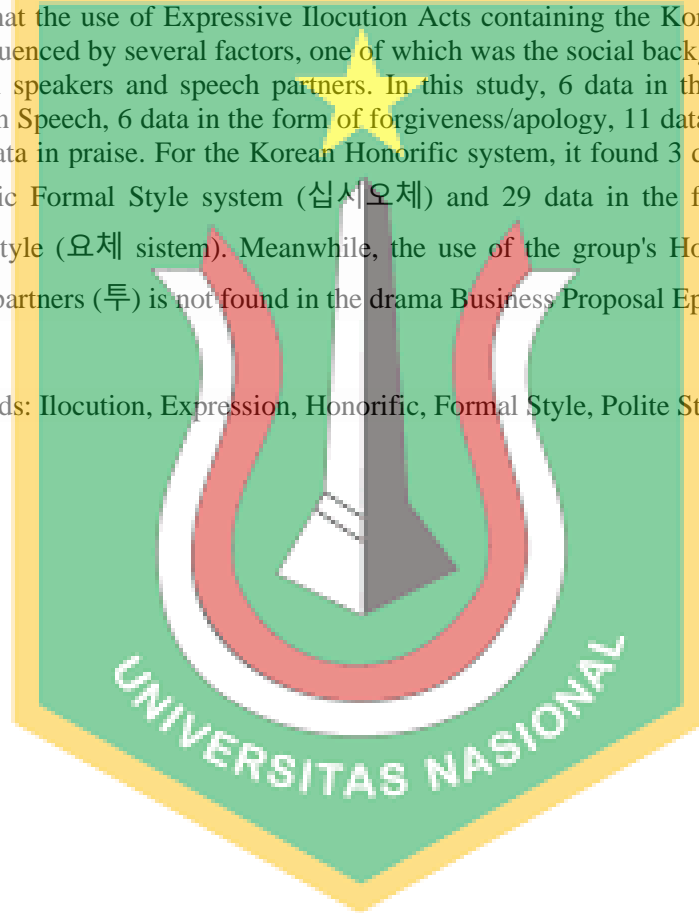 hat the use of Expressive Ilocution Acts containing the Kor
uenced by several factors, one of which was the social backg
speakers and speech partners. In this study, 6 data in th
n Speech, 6 data in the form of forgiveness/apology, 11 data
ata in praise. For the Korean Honorific system, it found 3 d
ic Formal Style system (십시오체) and 29 data in the f
tyle (요체 sistem). Meanwhile, the use of the group's Ho
partners (투) is not found in the drama Business Proposal Ep
ds: Ilocution, Expression, Honorific, Formal Style, Polite St
UNIVERSITAS NASIONAL